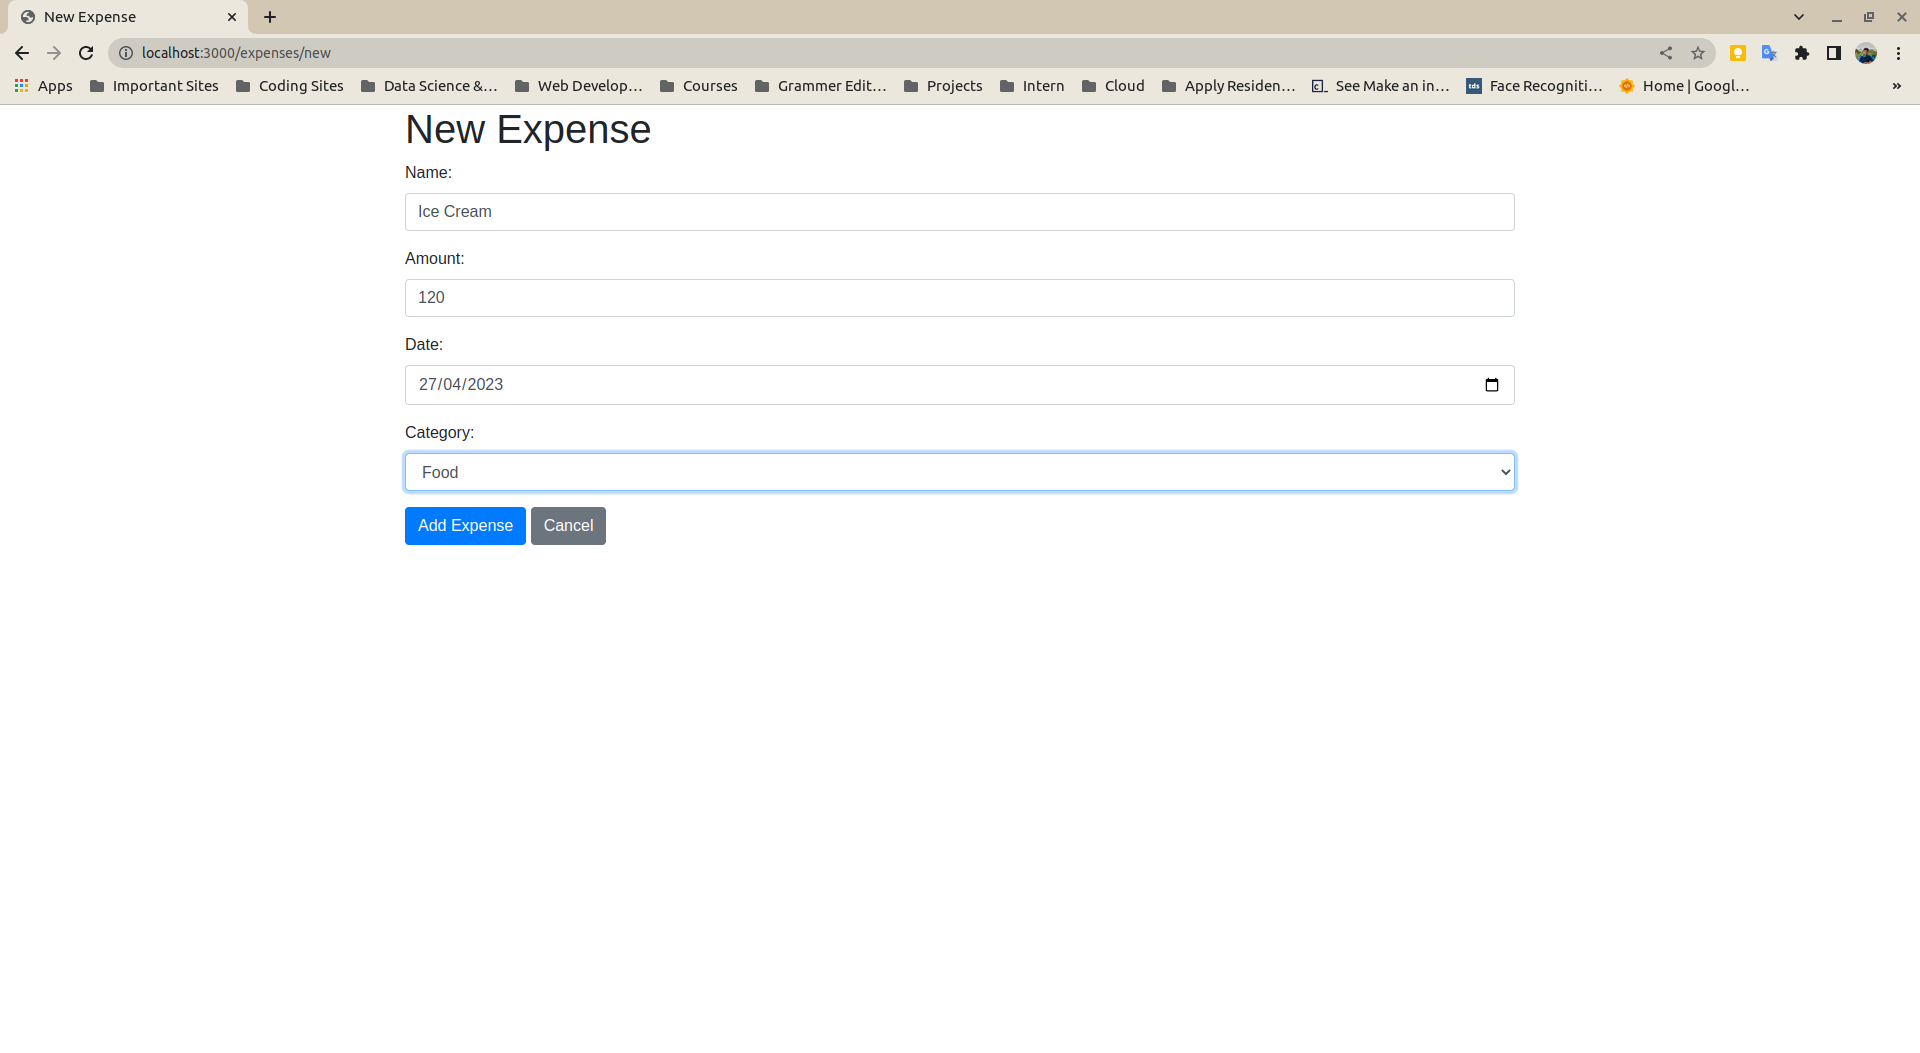 New Expense
localhost:3000/expenses/new
Apps Important Sites Coding Sites Data Science &... Web Develop... Courses Grammer Edit... Projects Intern Cloud Apply Residen... See Make an in... tds Face Recogniti... Home | Googl... »
New Expense
Name:
Ice Cream
Amount:
120
Date:
27/04/2023
Category:
Food
Add Expense Cancel